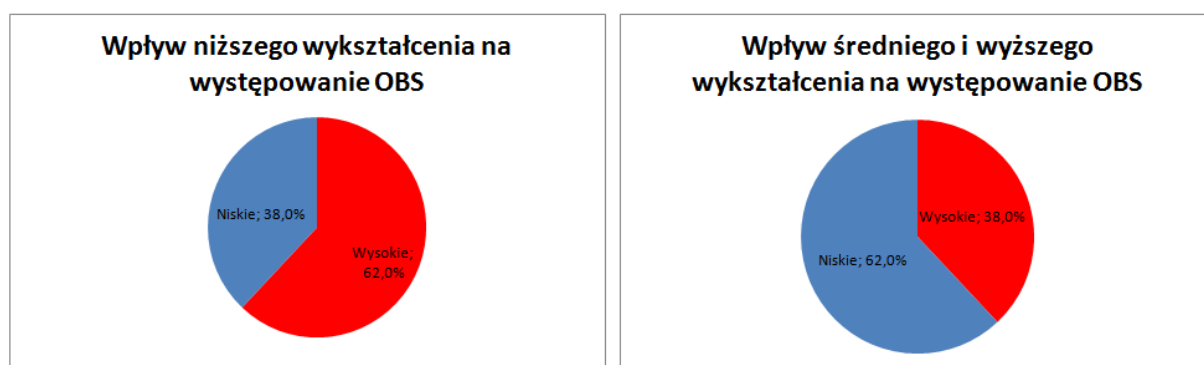 Wpływ niższego wykształcenia na
występowanie OBS
Niskie; 38,0%
Wysokie;
62,0%
Wpływ średniego i wyższego
wykształcenia na występowanie OBS
Wysokie; 38,0%
Niskie; 62,0%